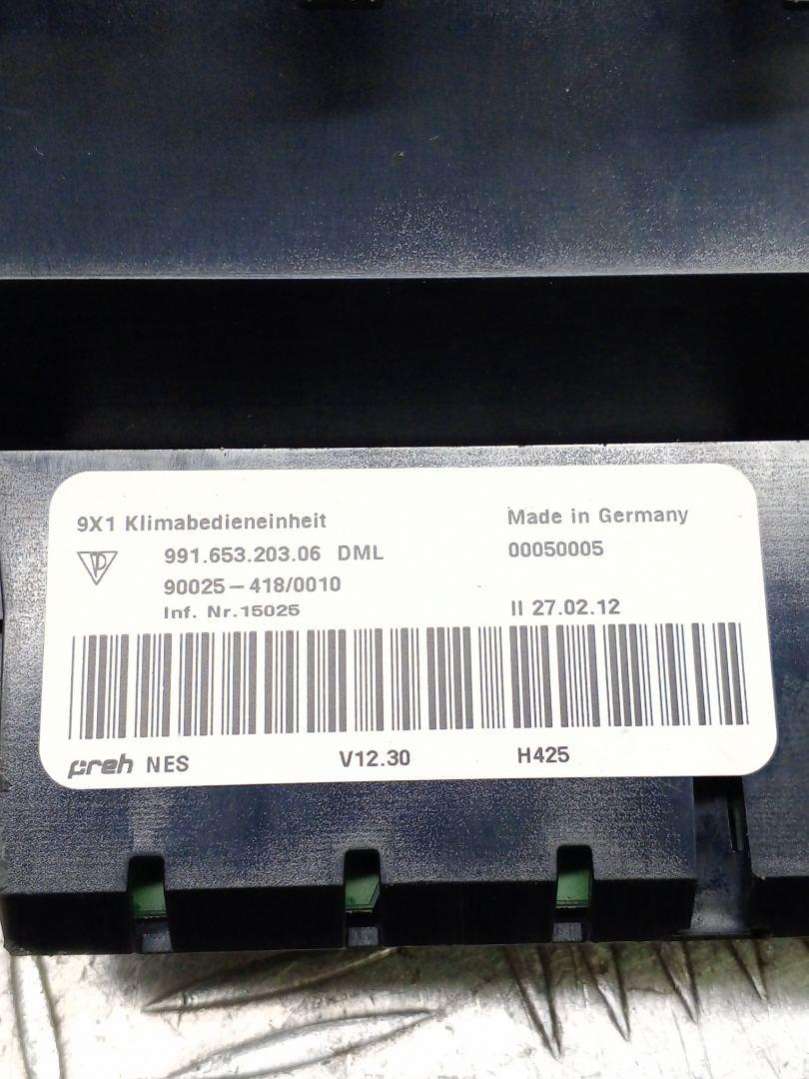 9X1 Klimabedieneinheit Made in Germany
991.653.203.06 DML 00050005
90025-418/0010
Inf. Nr.15025 II 27.02.12
preh NES V12.30 H425